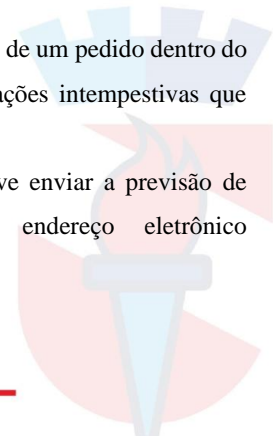 de um pedido dentro do
ações intempestivas que
ve enviar a previsão de
endereço eletrônico